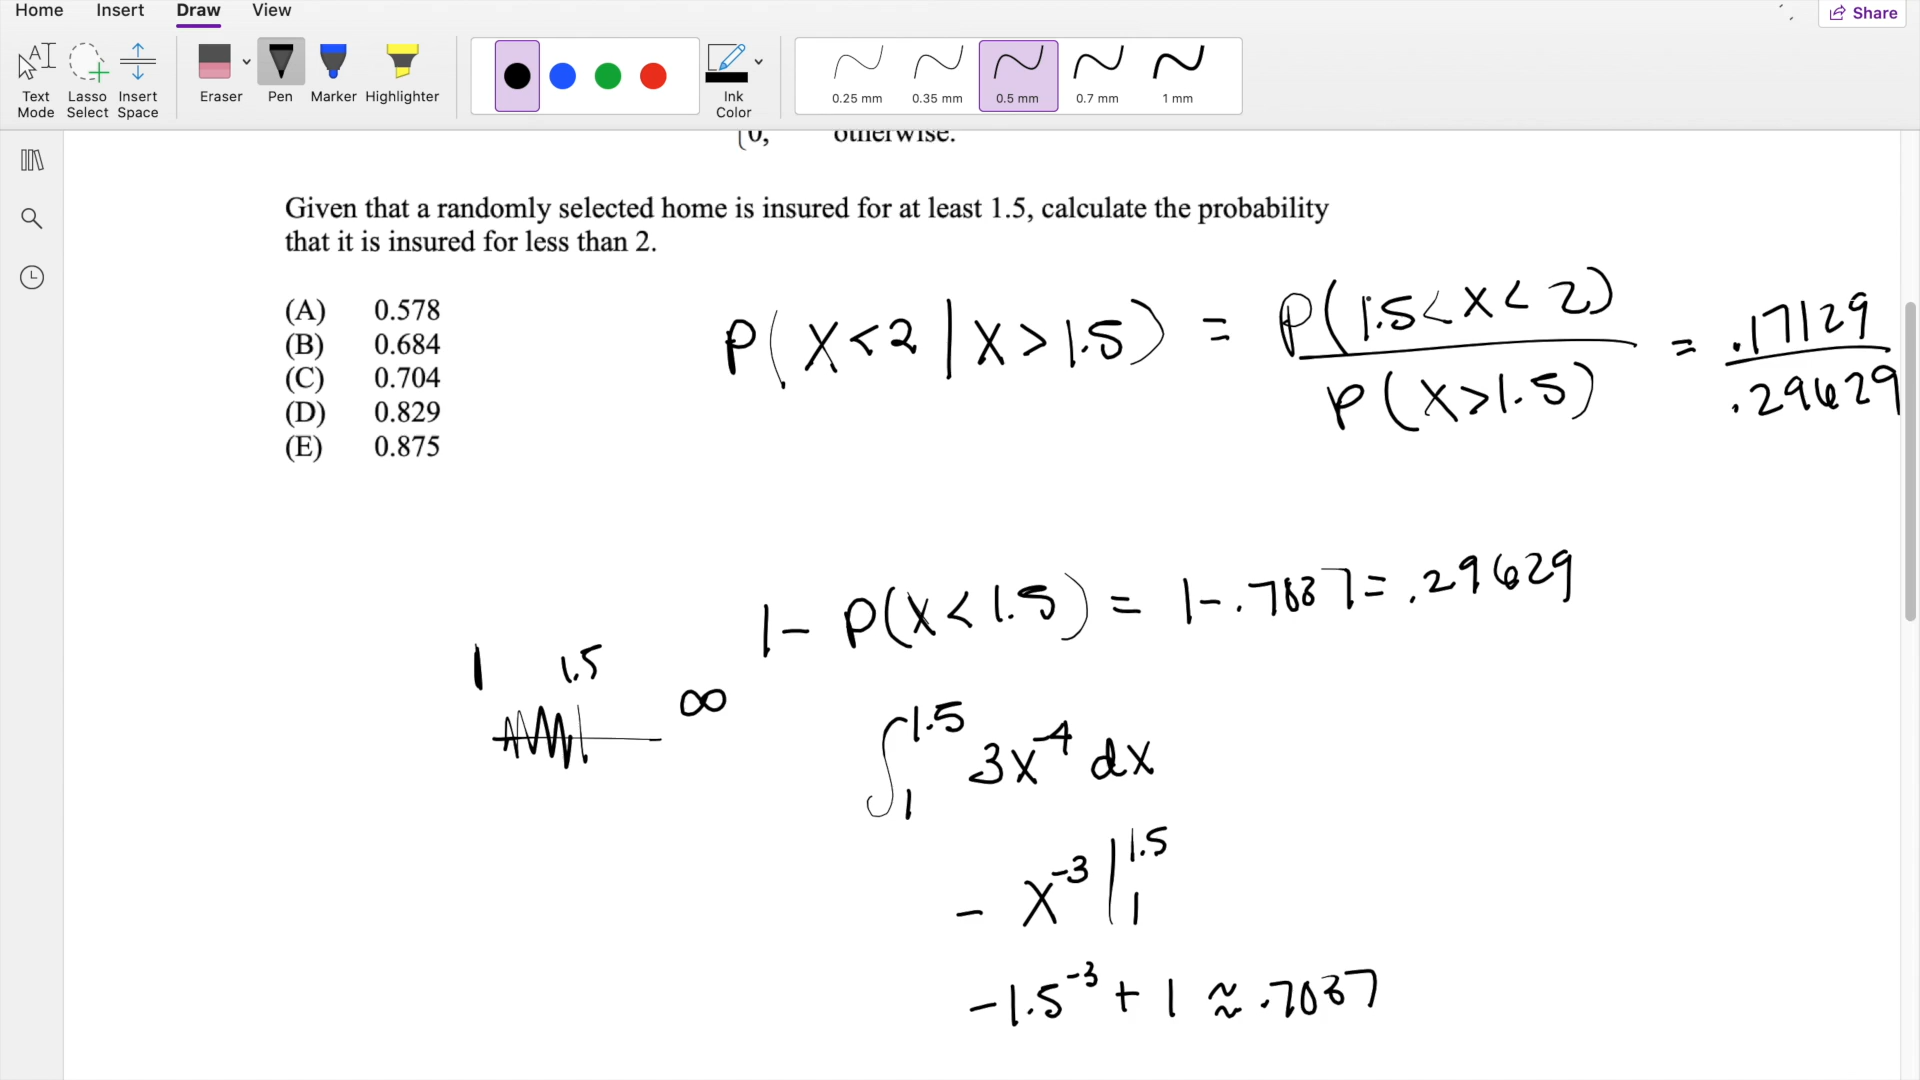 Home Insert Draw View
Share
Text Mode
Lasso Select
Insert Space
Eraser
Pen
Marker
Highlighter
Ink Color
0.25 mm
0.35 mm
0.5 mm
0.7 mm
1 mm
0, otherwise.
Given that a randomly selected home is insured for at least 1.5, calculate the probability
that it is insured for less than 2.
(A) 0.578
(B) 0.684
(C) 0.704
(D) 0.829
(E) 0.875
P(X<2|X>1.5) = P(1.5<X<2) / P(X>1.5) = .17129 / .29629
1 - P(X<1.5) = 1 - .7037 = .29629
1 1.5 ∞
∫₁^1.5 3x^-4 dx
- x^-3 |₁^1.5
-1.5^-3 + 1 ≈ .7037